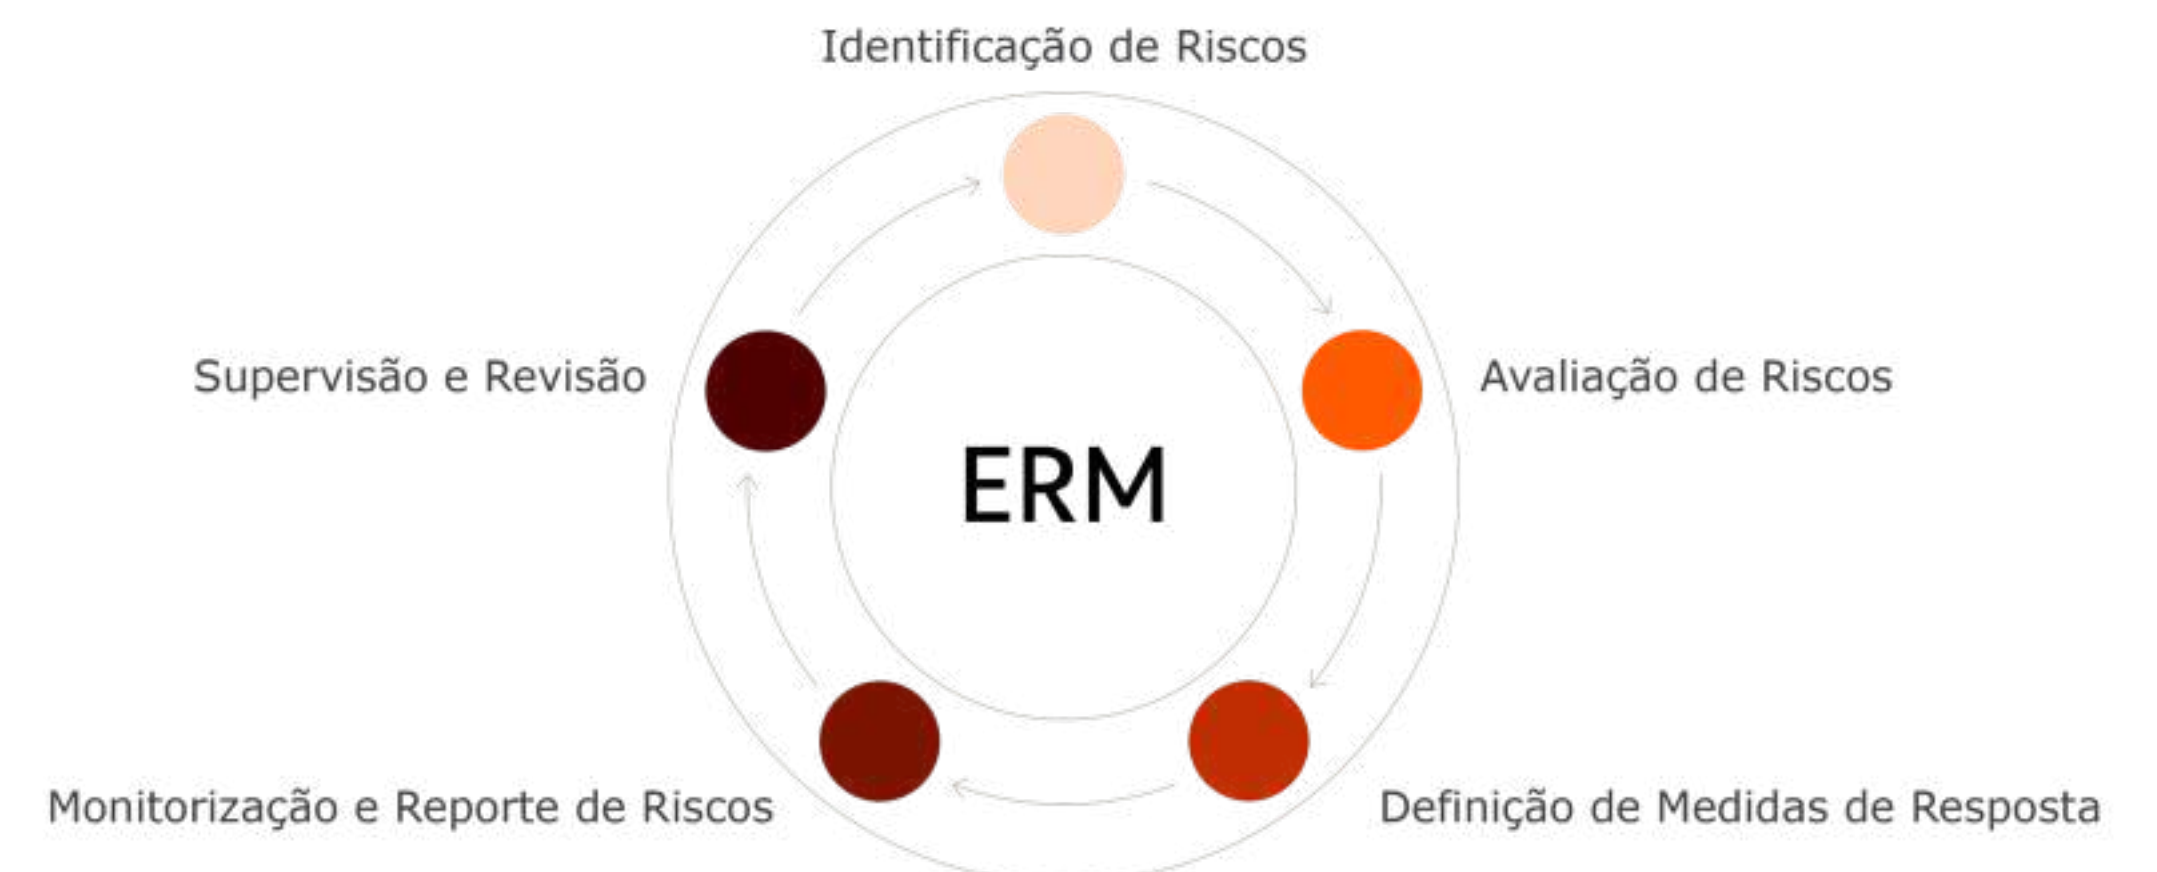 Identificação de Riscos
Supervisão e Revisão
Avaliação de Riscos
ERM
Monitorização e Reporte de Riscos
Definição de Medidas de Resposta